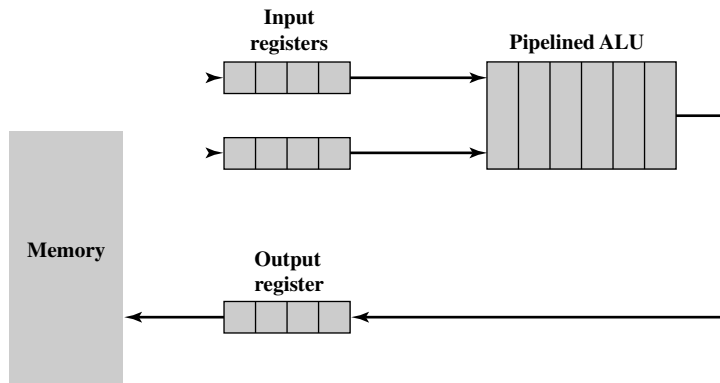 Input
registers
Pipelined ALU
Memory
Output
register